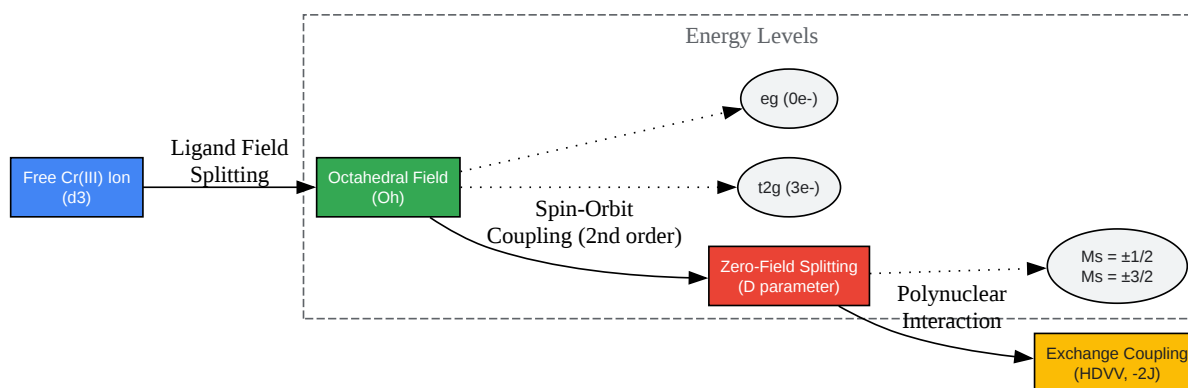 Energy Levels
eg (0e-)
Ligand Field
Splitting
Free Cr(III) Ion
(d3)
Octahedral Field
(Oh)
t2g (3e-)
Spin-Orbit
Coupling (2nd order)
Zero-Field Splitting
(D parameter)
Ms = ±1/2
Ms = ±3/2
Polynuclear
Interaction
Exchange Coupling
(HDVV, -2J)